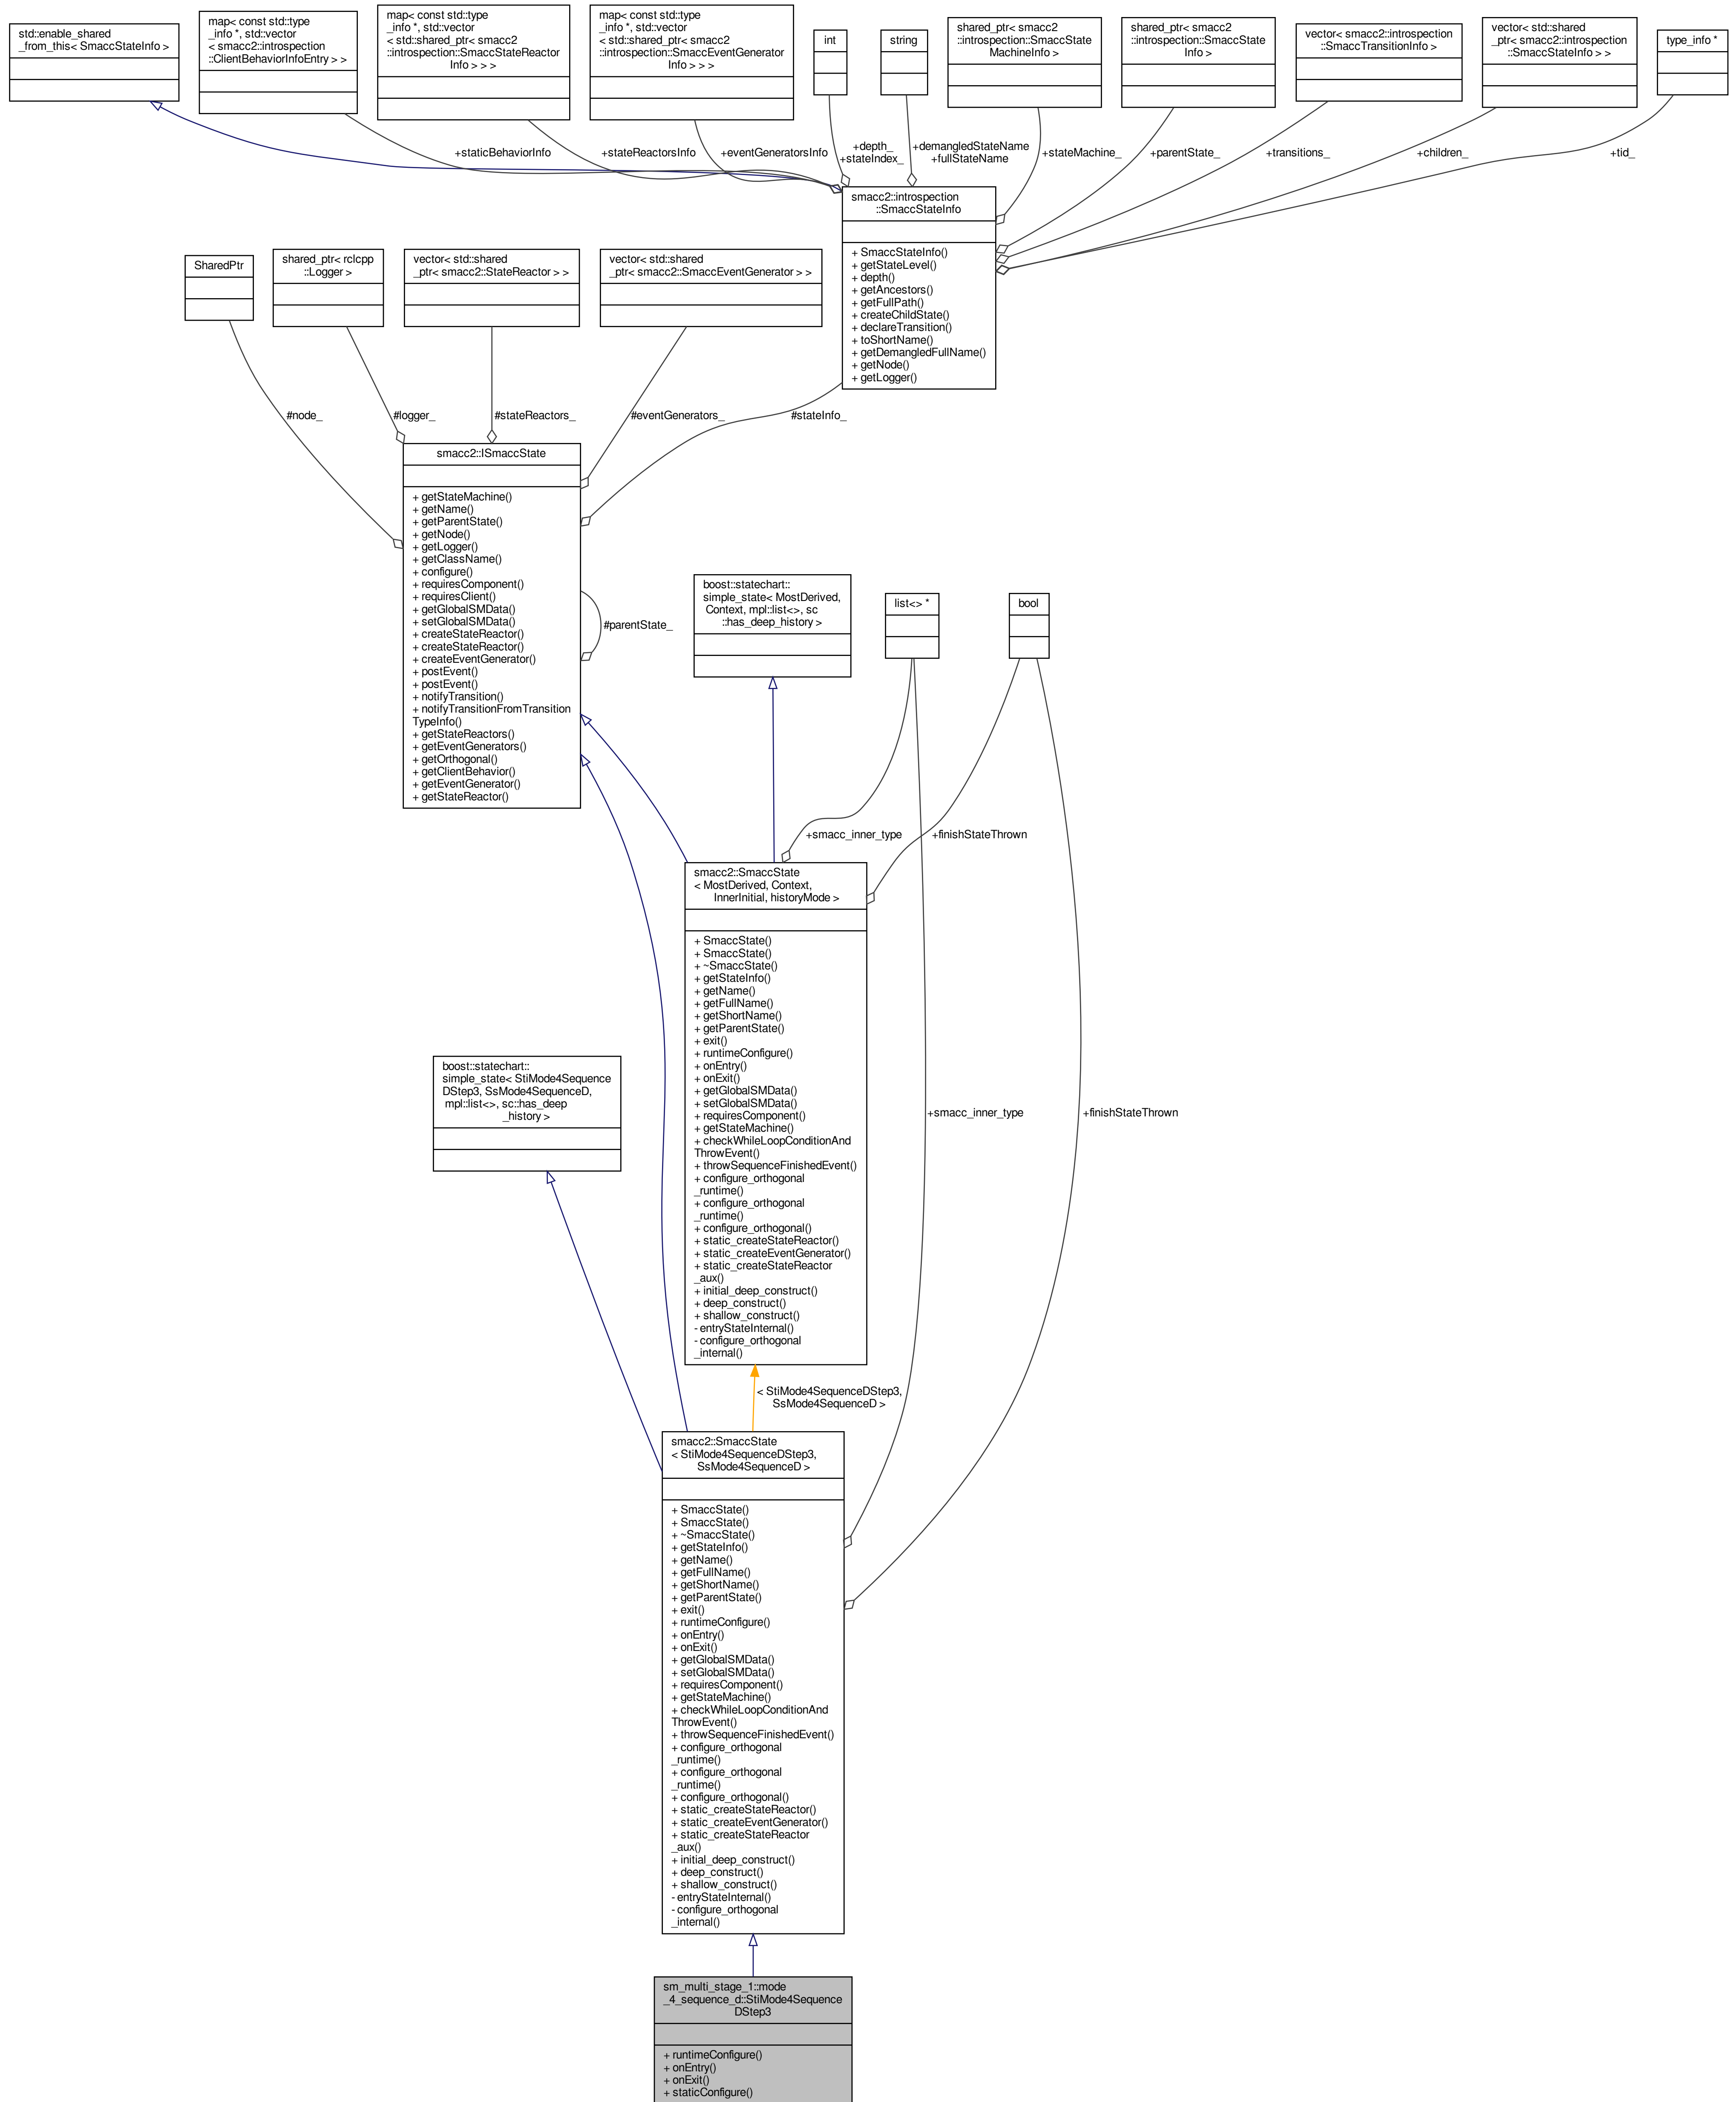 std::enable_shared
_from_this< SmaccStateInfo >
map< const std::type
_info *, std::vector
< smacc2::introspection
::ClientBehaviorInfoEntry > >
map< const std::type
_info *, std::vector
< std::shared_ptr< smacc2
::introspection::SmaccStateReactor
Info > > >
map< const std::type
_info *, std::vector
< std::shared_ptr< smacc2
::introspection::SmaccEventGenerator
Info > > >
int
string
shared_ptr< smacc2
::introspection::SmaccState
MachineInfo >
shared_ptr< smacc2
::introspection::SmaccState
Info >
vector< smacc2::introspection
::SmaccTransitionInfo >
vector< std::shared
_ptr< smacc2::introspection
::SmaccStateInfo > >
type_info *
+staticBehaviorInfo
+stateReactorsInfo
+eventGeneratorsInfo
+depth_
+stateIndex_
+demangledStateName
+fullStateName
+stateMachine_
+parentState_
+transitions_
+children_
+tid_
smacc2::introspection
::SmaccStateInfo
+ SmaccStateInfo()
+ getStateLevel()
+ depth()
+ getAncestors()
+ getFullPath()
+ createChildState()
+ declareTransition()
+ toShortName()
+ getDemangledFullName()
+ getNode()
+ getLogger()
SharedPtr
shared_ptr< rclcpp
::Logger >
vector< std::shared
_ptr< smacc2::StateReactor > >
vector< std::shared
_ptr< smacc2::SmaccEventGenerator > >
#node_
#logger_
#stateReactors_
#eventGenerators_
#stateInfo_
smacc2::ISmaccState
+ getStateMachine()
+ getName()
+ getParentState()
+ getNode()
+ getLogger()
+ getClassName()
+ configure()
+ requiresComponent()
+ requiresClient()
+ getGlobalSMData()
+ setGlobalSMData()
+ createStateReactor()
+ createStateReactor()
+ createEventGenerator()
+ postEvent()
+ postEvent()
+ notifyTransition()
+ notifyTransitionFromTransition
TypeInfo()
+ getStateReactors()
+ getEventGenerators()
+ getOrthogonal()
+ getClientBehavior()
+ getEventGenerator()
+ getStateReactor()
#parentState_
boost::statechart::
simple_state< MostDerived,
Context, mpl::list<>, sc
::has_deep_history >
list<> *
bool
+smacc_inner_type
+finishStateThrown
smacc2::SmaccState
< MostDerived, Context,
InnerInitial, historyMode >
+ SmaccState()
+ SmaccState()
+ ~SmaccState()
+ getStateInfo()
+ getName()
+ getFullName()
+ getShortName()
+ getParentState()
+ exit()
+ runtimeConfigure()
+ onEntry()
+ onExit()
+ getGlobalSMData()
+ setGlobalSMData()
+ requiresComponent()
+ getStateMachine()
+ checkWhileLoopConditionAnd
ThrowEvent()
+ throwSequenceFinishedEvent()
+ configure_orthogonal
_runtime()
+ configure_orthogonal
_runtime()
+ configure_orthogonal()
+ static_createStateReactor()
+ static_createEventGenerator()
+ static_createStateReactor
_aux()
+ initial_deep_construct()
+ deep_construct()
+ shallow_construct()
- entryStateInternal()
- configure_orthogonal
_internal()
boost::statechart::
simple_state< StiMode4Sequence
DStep3, SsMode4SequenceD,
mpl::list<>, sc::has_deep
_history >
+smacc_inner_type
+finishStateThrown
< StiMode4SequenceDStep3,
SsMode4SequenceD >
smacc2::SmaccState
< StiMode4SequenceDStep3,
SsMode4SequenceD >
+ SmaccState()
+ SmaccState()
+ ~SmaccState()
+ getStateInfo()
+ getName()
+ getFullName()
+ getShortName()
+ getParentState()
+ exit()
+ runtimeConfigure()
+ onEntry()
+ onExit()
+ getGlobalSMData()
+ setGlobalSMData()
+ requiresComponent()
+ getStateMachine()
+ checkWhileLoopConditionAnd
ThrowEvent()
+ throwSequenceFinishedEvent()
+ configure_orthogonal
_runtime()
+ configure_orthogonal
_runtime()
+ configure_orthogonal()
+ static_createStateReactor()
+ static_createEventGenerator()
+ static_createStateReactor
_aux()
+ initial_deep_construct()
+ deep_construct()
+ shallow_construct()
- entryStateInternal()
- configure_orthogonal
_internal()
sm_multi_stage_1::mode
_4_sequence_d::StiMode4Sequence
DStep3
+ runtimeConfigure()
+ onEntry()
+ onExit()
+ staticConfigure()